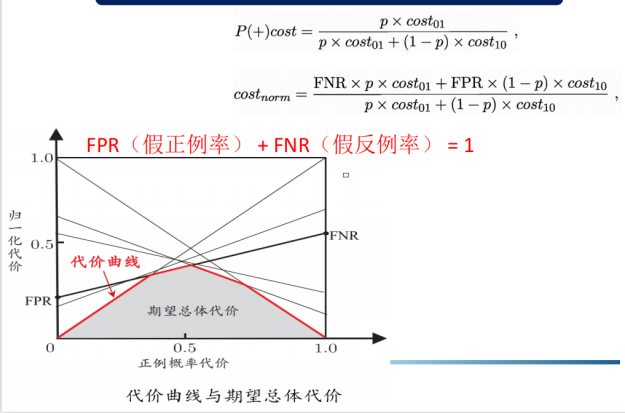 P(+)cost = p × cost₀₁ / p × cost₀₁ + (1 − p) × cost₁₀ ,
cost_norm = FNR × p × cost₀₁ + FPR × (1 − p) × cost₁₀ / p × cost₀₁ + (1 − p) × cost₁₀ ,
FPR（假正例率） + FNR（假反例率） = 1
1.0
归一化代价
0.5
FNR
代价曲线
FPR
期望总体代价
0
0.5
1.0
正例概率代价
代价曲线与期望总体代价